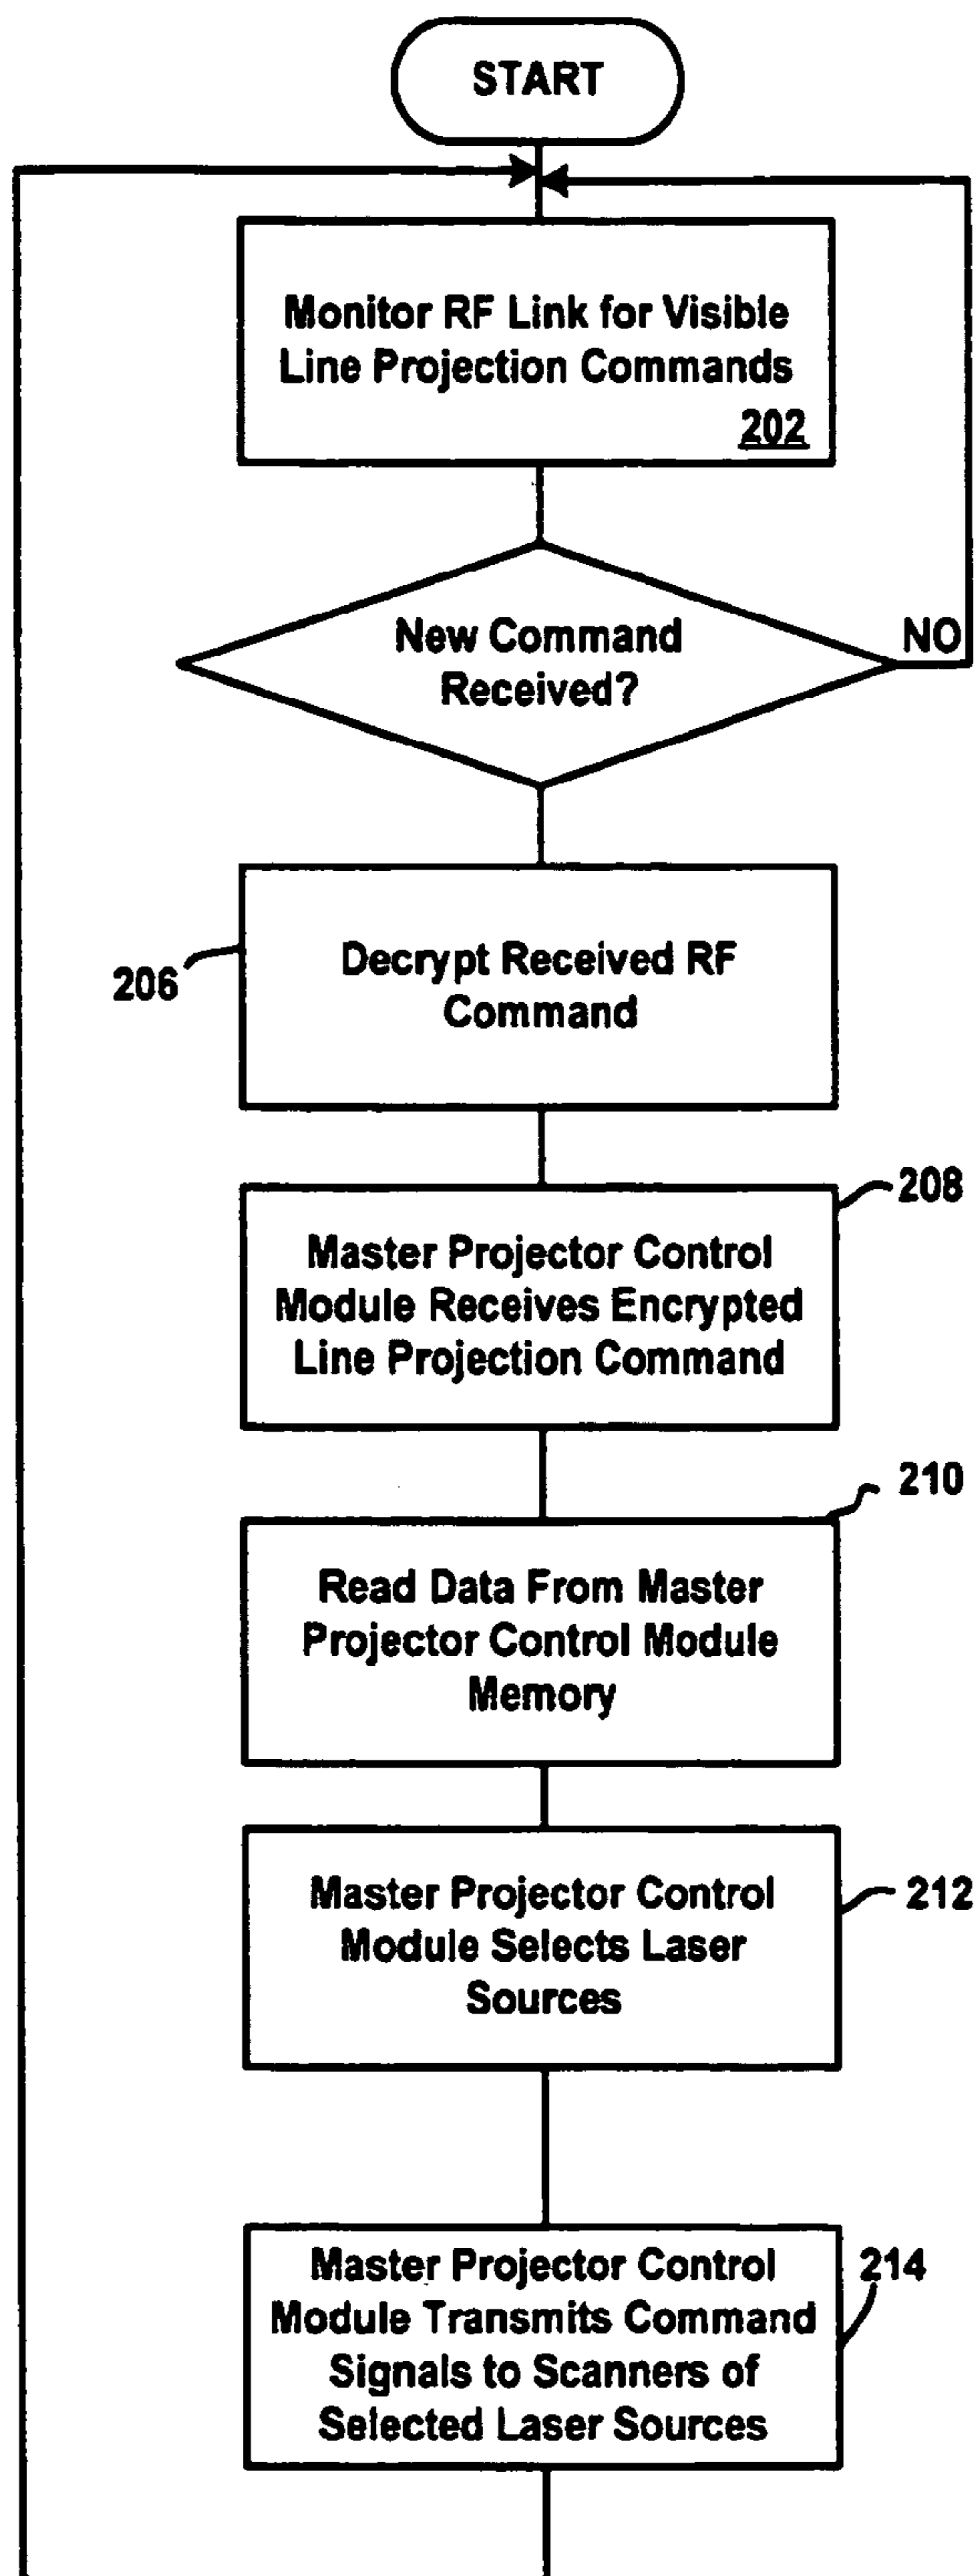 START
Monitor RF Link for Visible
Line Projection Commands
202
New Command
Received?
NO
206
Decrypt Received RF
Command
208
Master Projector Control
Module Receives Encrypted
Line Projection Command
210
Read Data From Master
Projector Control Module
Memory
Master Projector Control
Module Selects Laser
Sources
212
Master Projector Control
Module Transmits Command
Signals to Scanners of
Selected Laser Sources
214